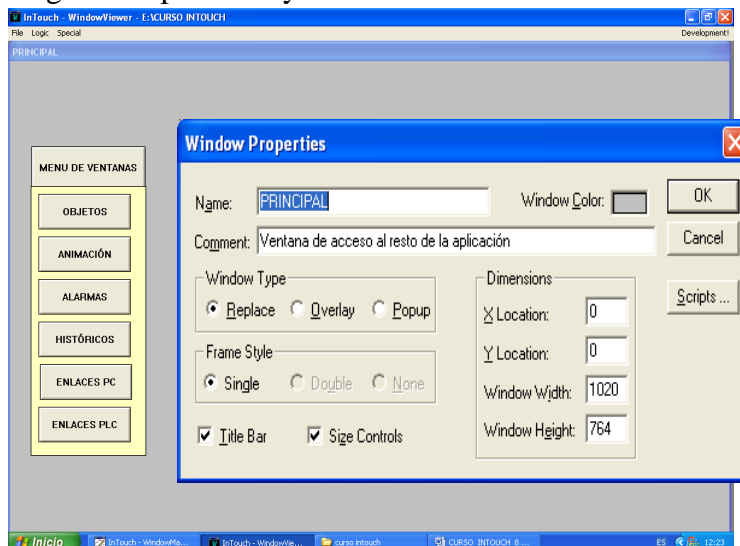 InTouch - WindowViewer - E:\CURSO INTOUCH
File Logic Special Development!
PRINCIPAL
MENU DE VENTANAS
OBJETOS
ANIMACIÓN
ALARMAS
HISTÓRICOS
ENLACES PC
ENLACES PLC
Window Properties
Name: PRINCIPAL Window Color: OK
Comment: Ventana de acceso al resto de la aplicación Cancel
Window Type Dimensions
Replace Overlay Popup X Location: 0 Scripts ...
Y Location: 0
Frame Style
Single Double None Window Width: 1020
Title Bar Size Controls Window Height: 764
Inicio InTouch - WindowMa... InTouch - WindowVie... curso intouch CURSO INTOUCH 8 ... ES 12:23